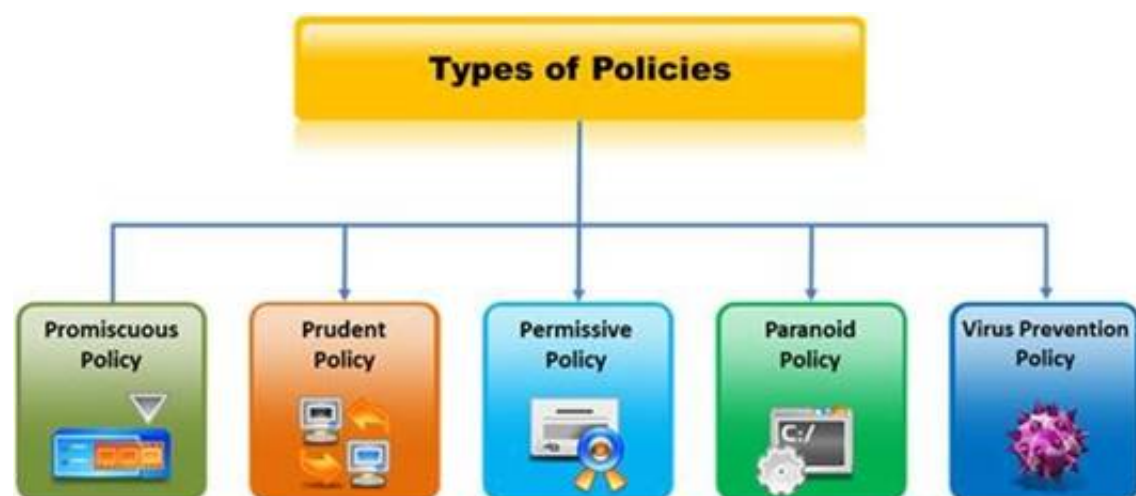 Types of Policies
Promiscuous
Policy
Prudent
Policy
Permissive
Policy
Paranoid
Policy
C:/
Virus Prevention
Policy